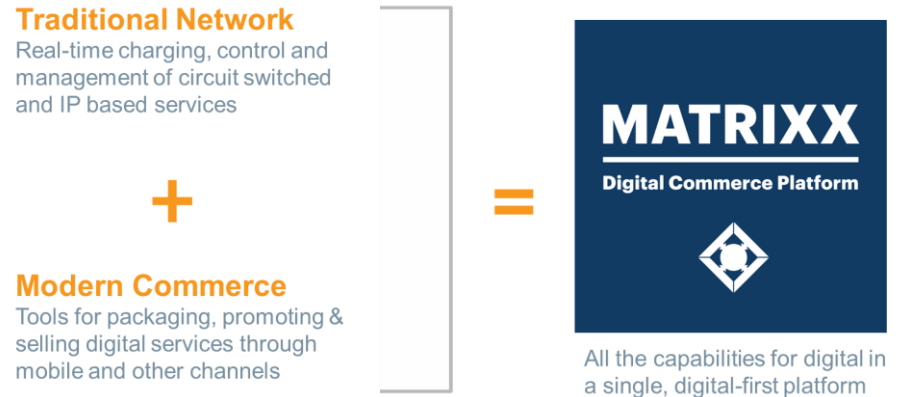 Traditional Network
Real-time charging, control and
management of circuit switched
and IP based services
+
Modern Commerce
Tools for packaging, promoting &
selling digital services through
mobile and other channels
=
MATRIXX
Digital Commerce Platform
All the capabilities for digital in
a single, digital-first platform